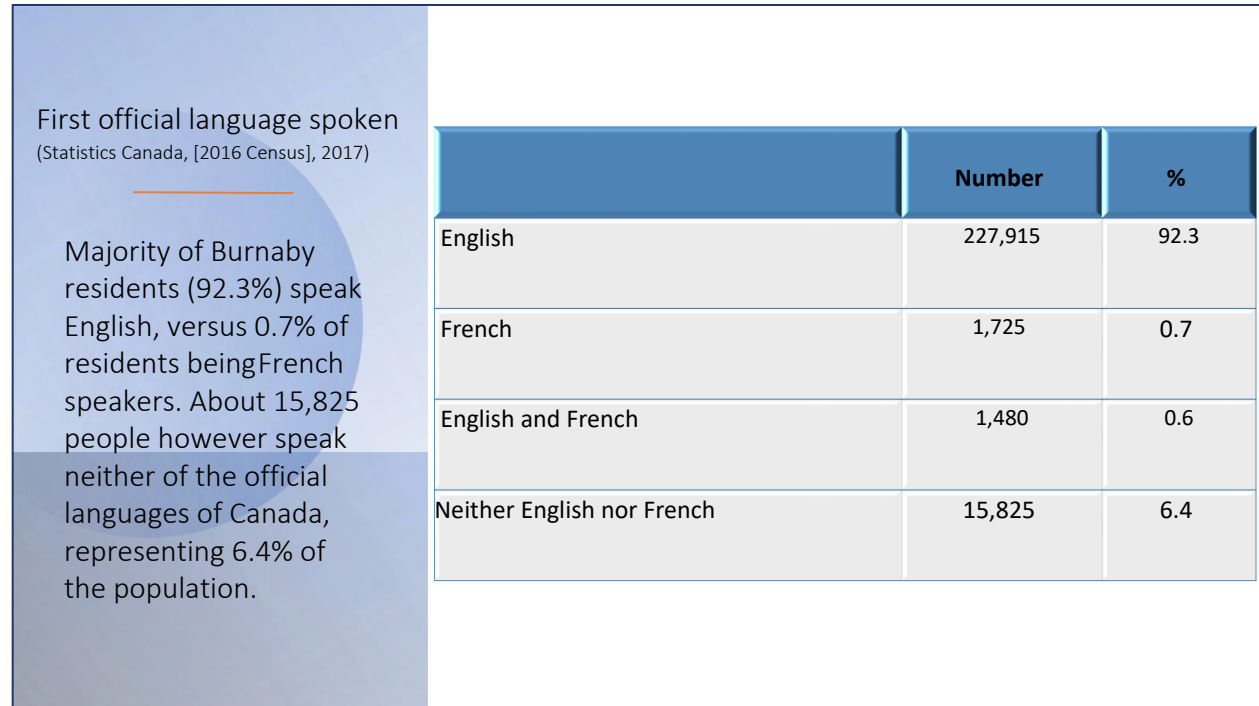 First official language spoken
(Statistics Canada, [2016 Census], 2017)
Majority of Burnaby
residents (92.3%) speak
English, versus 0.7% of
residents beingFrench
speakers. About 15,825
people however speak
neither of the official
languages of Canada,
representing 6.4% of
the population.
Number %
English 227,915 92.3
French 1,725 0.7
English and French 1,480 0.6
Neither English nor French 15,825 6.4